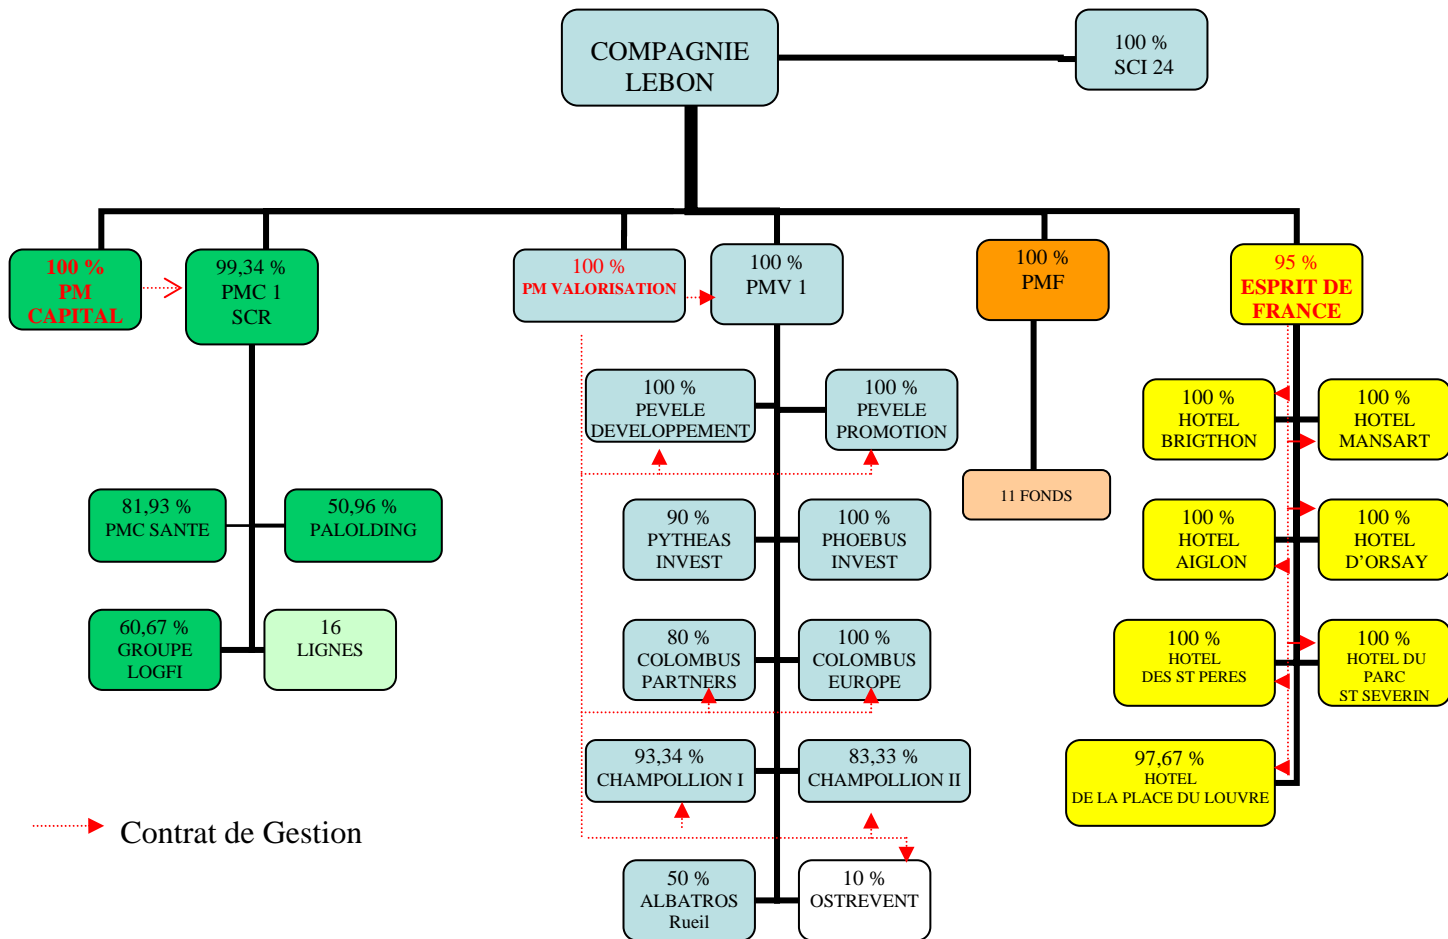 COMPAGNIE
LEBON
100 %
SCI 24
100 %
PM
CAPITAL
99,34 %
PMC 1
SCR
100 %
PM VALORISATION
100 %
PMV 1
100 %
PMF
95 %
ESPRIT DE
FRANCE
100 %
PEVELE
DEVELOPPEMENT
100 %
PEVELE
PROMOTION
100 %
HOTEL
BRIGTHON
100 %
HOTEL
MANSART
81,93 %
PMC SANTE
50,96 %
PALOLDING
90 %
PYTHEAS
INVEST
100 %
PHOEBUS
INVEST
11 FONDS
100 %
HOTEL
AIGLON
100 %
HOTEL
D’ORSAY
60,67 %
GROUPE
LOGFI
16
LIGNES
80 %
COLOMBUS
PARTNERS
100 %
COLOMBUS
EUROPE
100 %
HOTEL
DES ST PERES
100 %
HOTEL DU
PARC
ST SEVERIN
93,34 %
CHAMPOLLION I
83,33 %
CHAMPOLLION II
97,67 %
HOTEL
DE LA PLACE DU LOUVRE
Contrat de Gestion
50 %
ALBATROS
Rueil
10 %
OSTREVENT